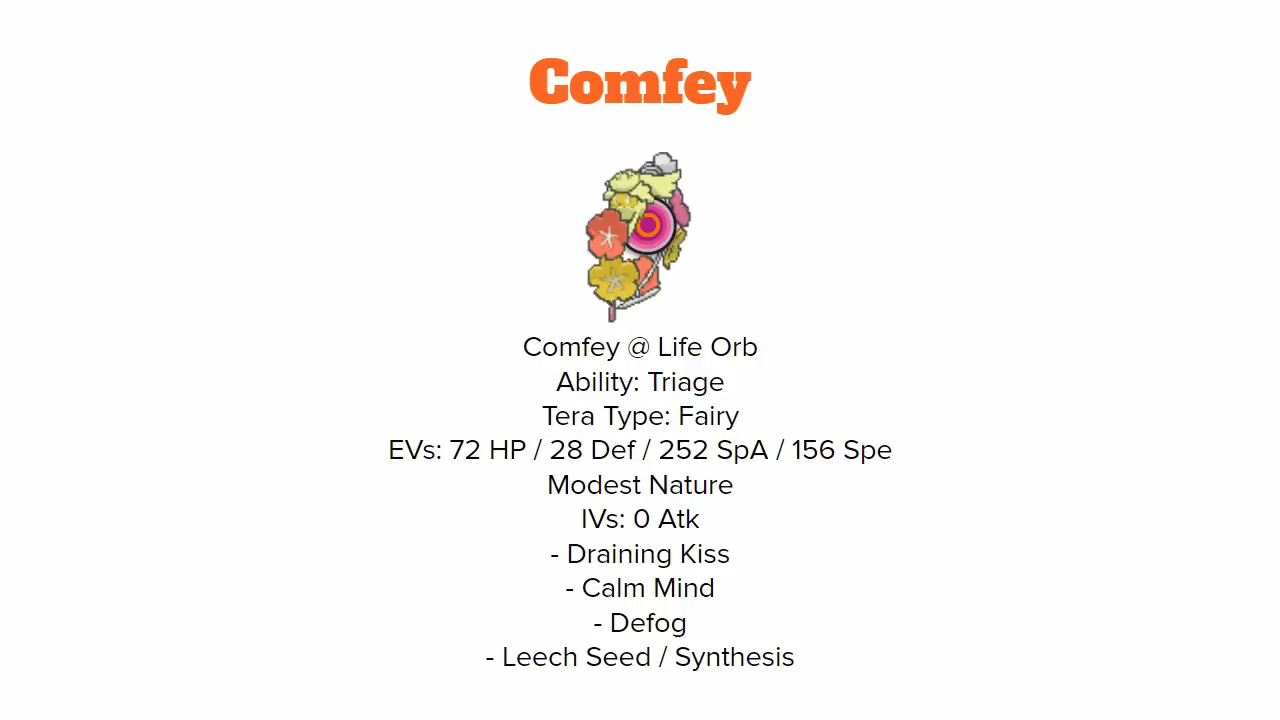 Comfey
Comfey @ Life Orb
Ability: Triage
Tera Type: Fairy
EVs: 72 HP / 28 Def / 252 SpA / 156 Spe
Modest Nature
IVs: 0 Atk
- Draining Kiss
- Calm Mind
- Defog
- Leech Seed / Synthesis